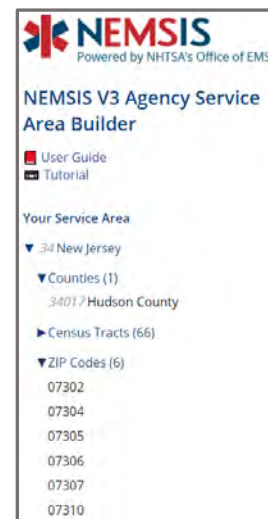 NEMSIS
Powered by NHTSA's Office of EMS
NEMSIS V3 Agency Service
Area Builder
User Guide
Tutorial
Your Service Area
▼ 34 New Jersey
▼Counties (1)
34017 Hudson County
►Census Tracts (66)
▼ZIP Codes (6)
07302
07304
07305
07306
07307
07310